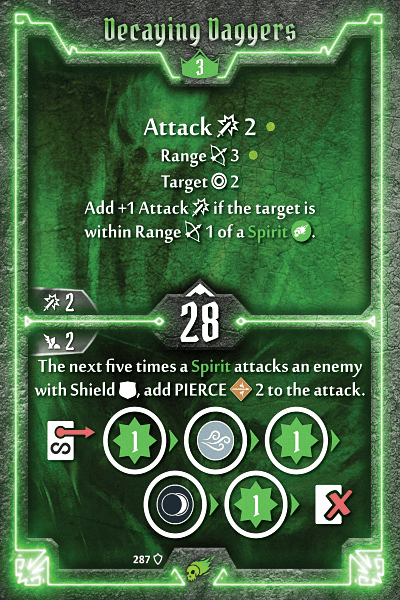 Decaying Daggers
3
Attack 2
Range 3
Target 2
Add +1 Attack if the target is
within Range 1 of a Spirit .
2
28
2
The next five times a Spirit attacks an enemy
with Shield , add PIERCE 2 to the attack.
1 1
1
287